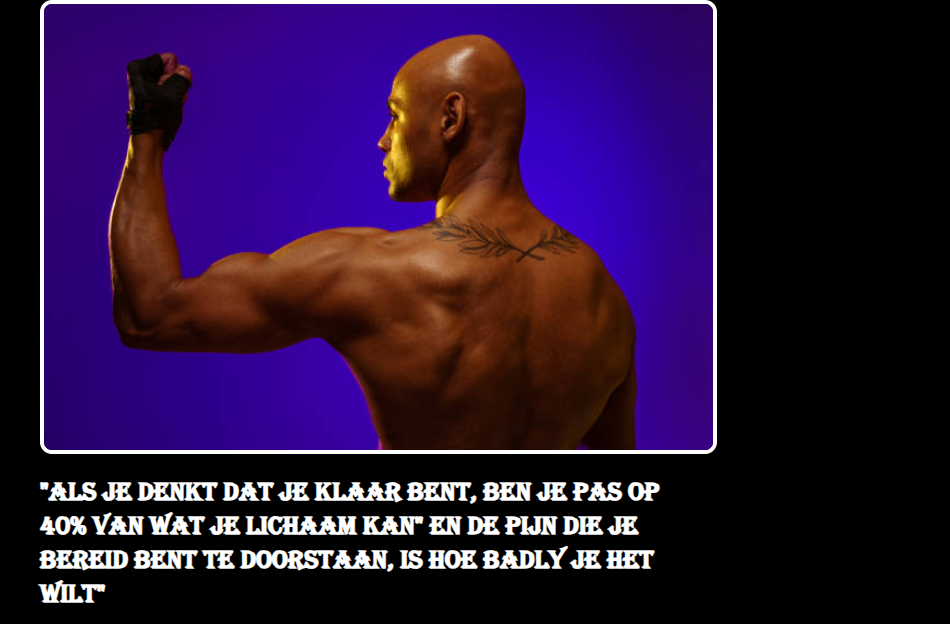 "ALS JE DENKT DAT JE KLAAR BENT, BEN JE PAS OP
40% VAN WAT JE LICHAAM KAN" EN DE PIJN DIE JE
BEREID BENT TE DOORSTAAN, IS HOE BADLY JE HET
WILT"